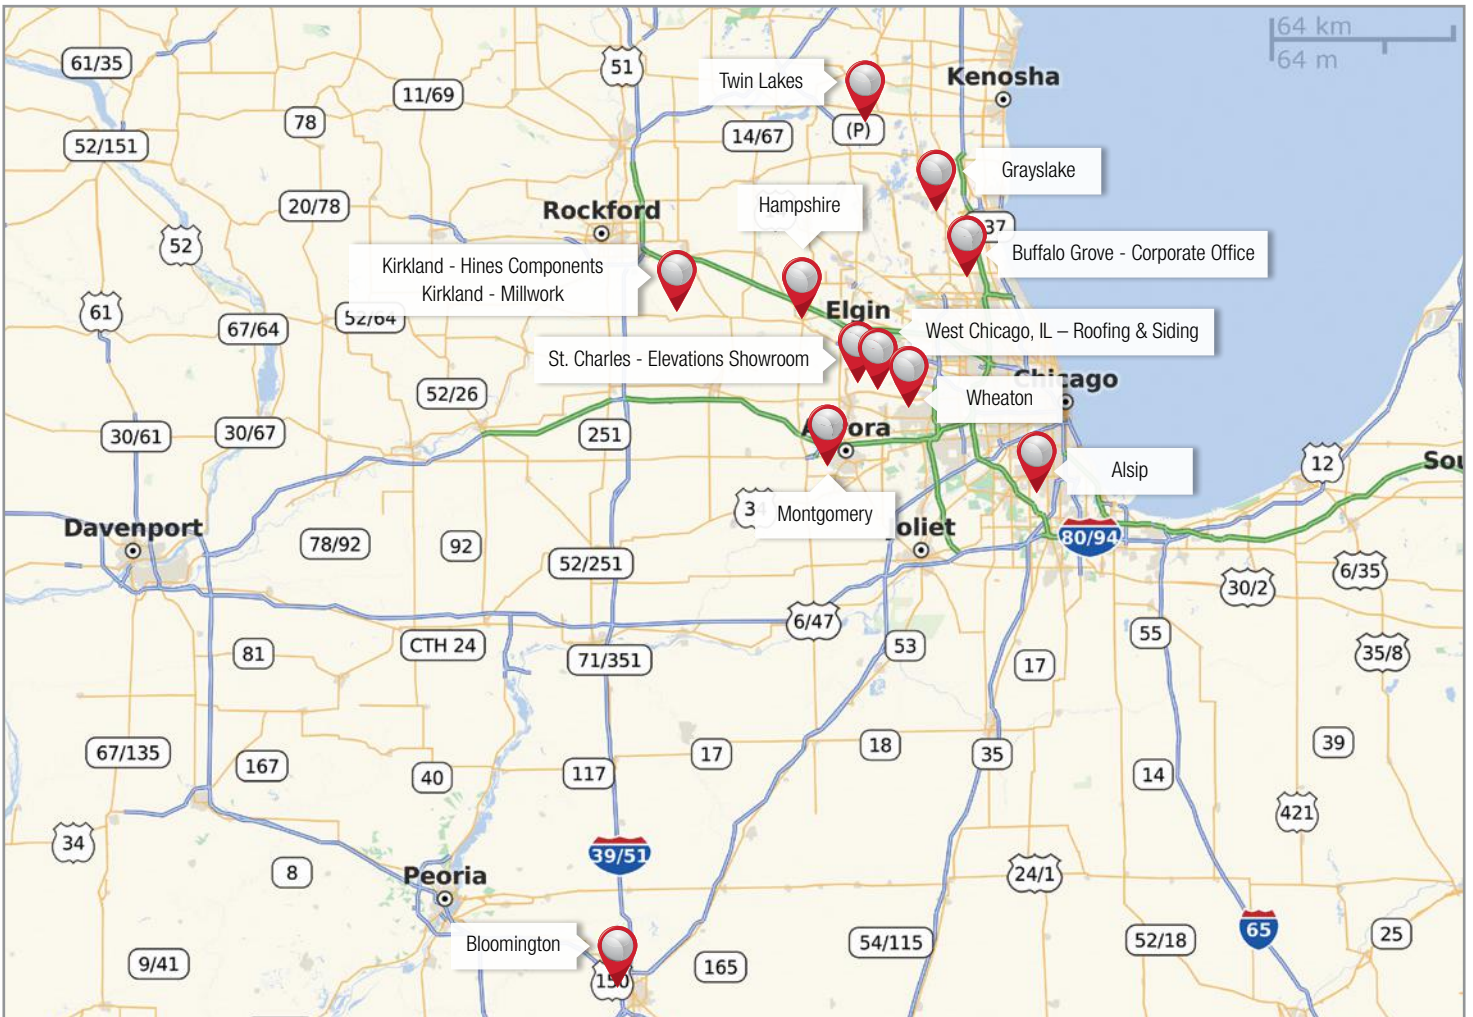 64 km
64 m
61/35
51
Twin Lakes
Kenosha
11/69
78
14/67
(P)
52/151
Grayslake
20/78
Rockford
Hampshire
37
52
Kirkland - Hines Components
Kirkland - Millwork
Buffalo Grove - Corporate Office
61
67/64
52/64
Elgin
West Chicago, IL – Roofing & Siding
St. Charles - Elevations Showroom
Chicago
52/26
Wheaton
30/61
30/67
251
12
Alsip
Montgomery
Davenport
78/92
92
80/94
52/251
6/35
30/2
6/47
81
CTH 24
71/351
53
55
17
35/8
67/135
167
40
117
17
18
35
14
39
421
34
8
Peoria
39/51
24/1
Bloomington
150
165
54/115
52/18
65
25
9/41